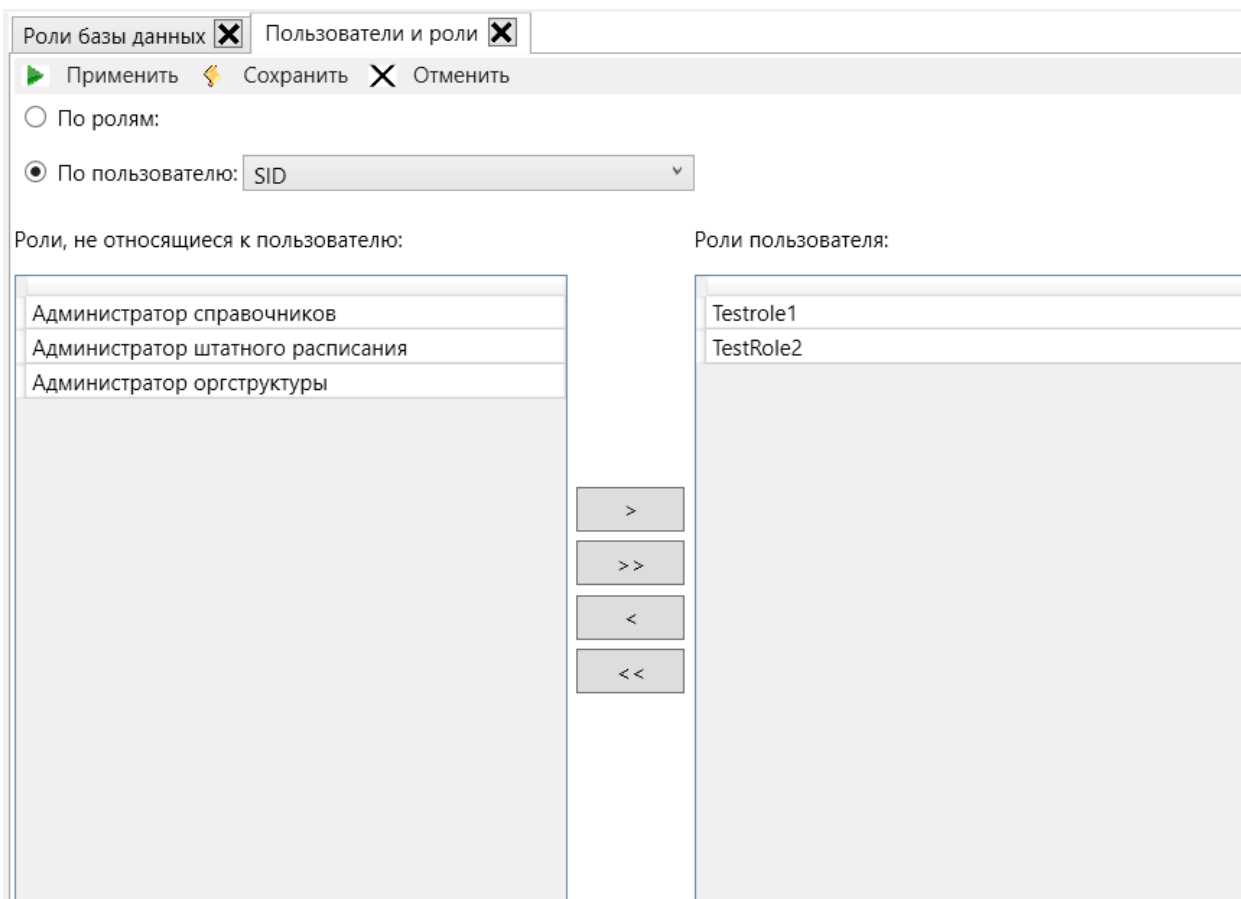 Роли базы данных Пользователи и роли
Применить Сохранить Отменить
По ролям:
По пользователю: SID
Роли, не относящиеся к пользователю: Роли пользователя:
Администратор справочников Testrole1
Администратор штатного расписания TestRole2
Администратор оргструктуры
>
>>
<
<<